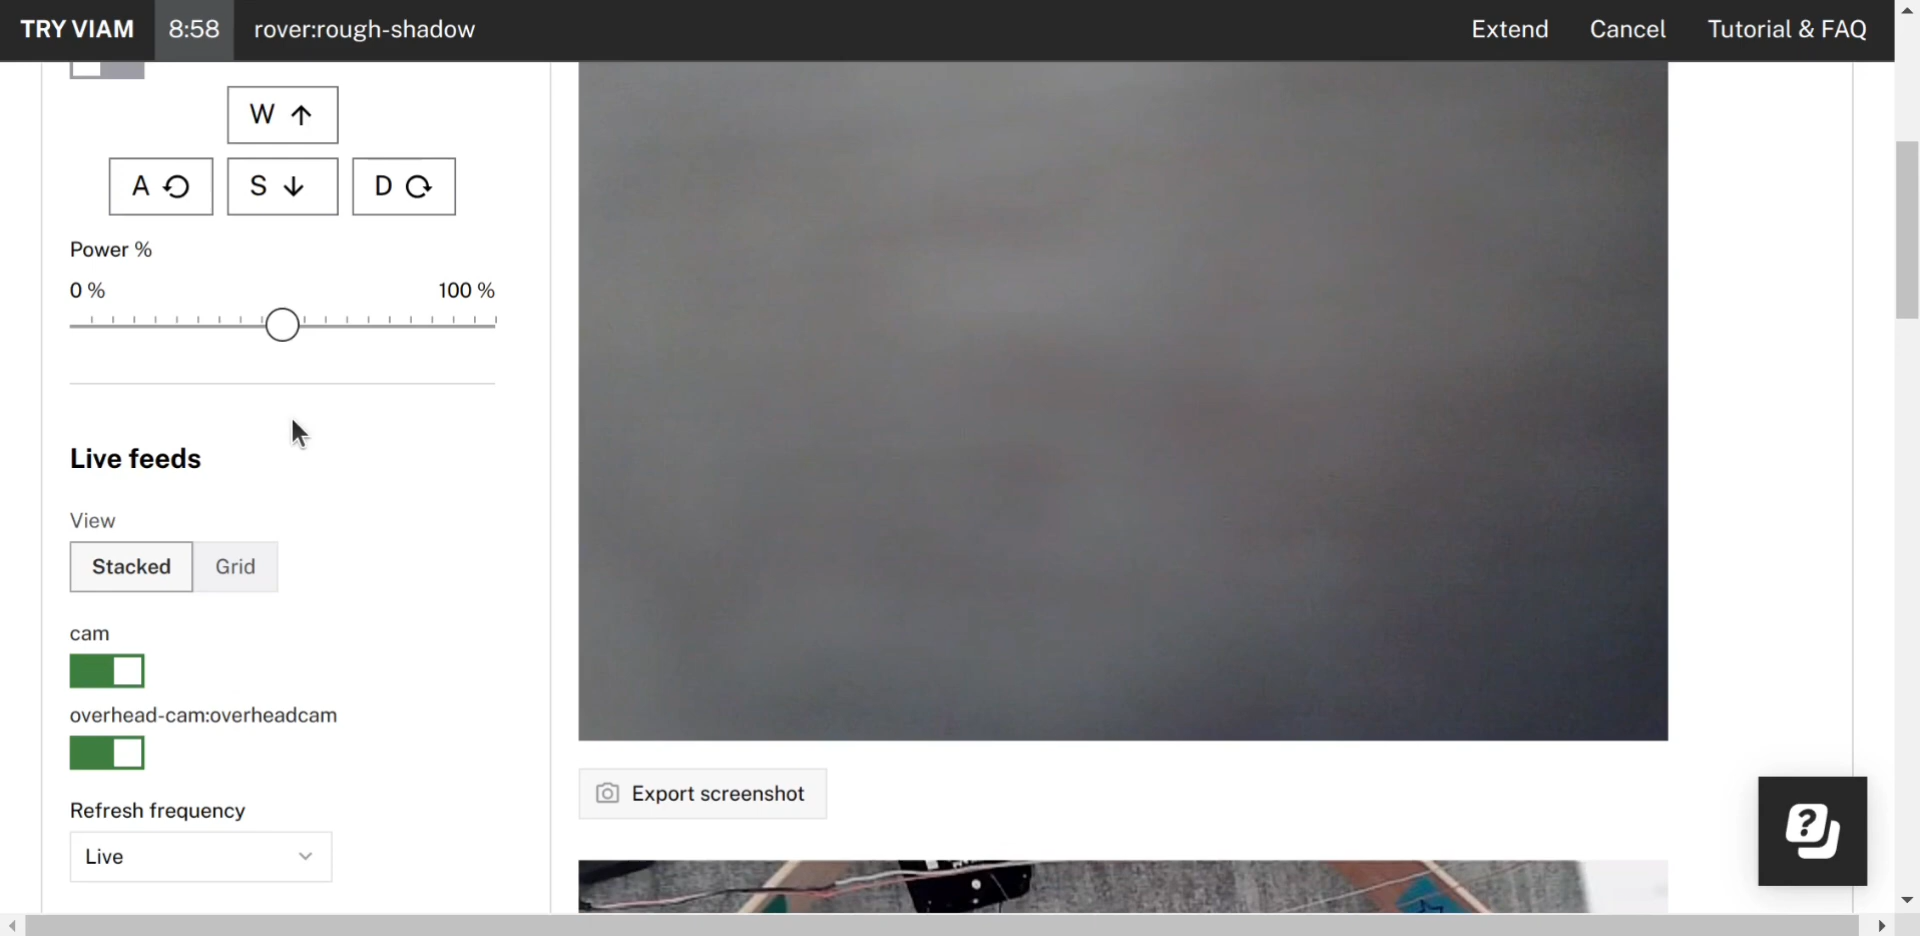 TRY VIAM 8:58 rover:rough-shadow Extend Cancel Tutorial & FAQ
W
A S D
Power %
0 % 100 %
Live feeds
View
Stacked Grid
cam
overhead-cam:overheadcam
Refresh frequency
Live
Export screenshot
?